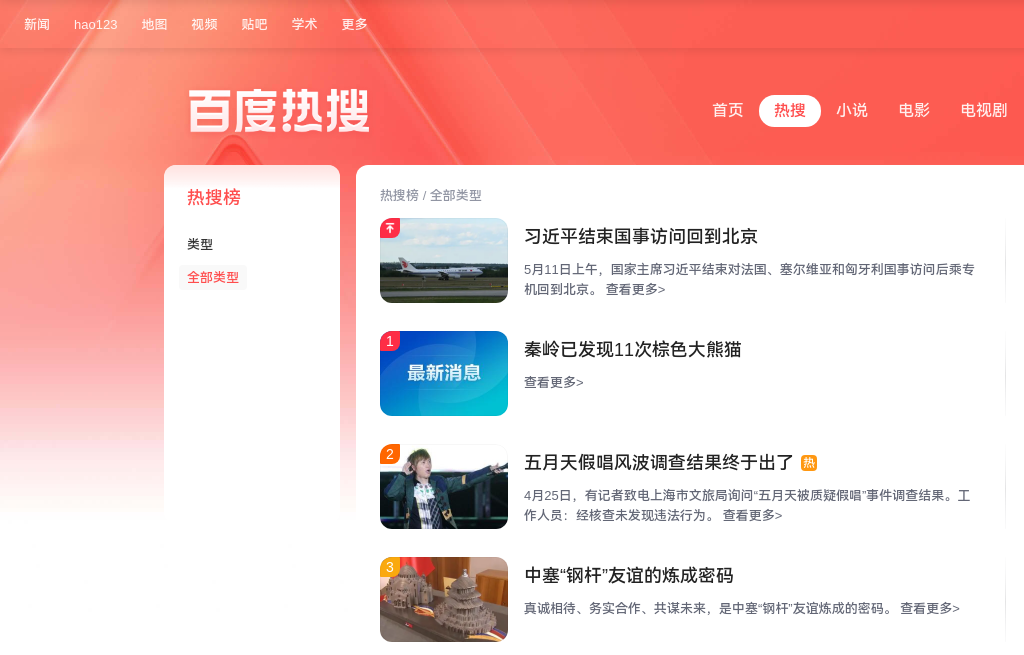 新闻 hao123 地图 视频 贴吧 学术 更多
百度热搜
首页 热搜 小说 电影 电视剧
热搜榜
类型
全部类型
热搜榜 / 全部类型
习近平结束国事访问回到北京
5月11日上午，国家主席习近平结束对法国、塞尔维亚和匈牙利国事访问后乘专
机回到北京。 查看更多>
1
最新消息
秦岭已发现11次棕色大熊猫
查看更多>
2
五月天假唱风波调查结果终于出了 热
4月25日，有记者致电上海市文旅局询问“五月天被质疑假唱”事件调查结果。工
作人员：经核查未发现违法行为。 查看更多>
3
中塞“钢杆”友谊的炼成密码
真诚相待、务实合作、共谋未来，是中塞“钢杆”友谊炼成的密码。 查看更多>